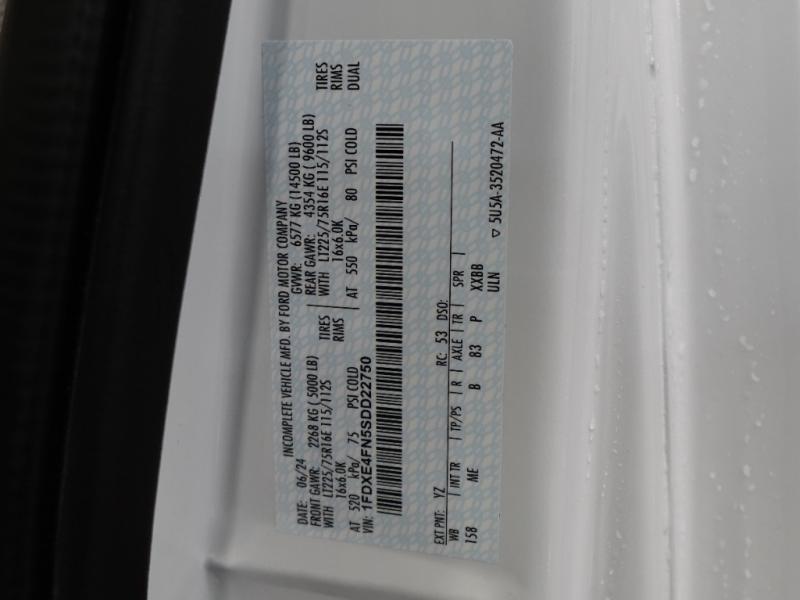 INCOMPLETE VEHICLE MFD. BY FORD MOTOR COMPANY
DATE: 06/24 GVWR: 6577 KG (14500 LB)
FRONT GAWR: 2268 KG ( 5000 LB) REAR GAWR: 4354 KG ( 9600 LB)
WITH LT225/75R16E 115/112S TIRES WITH LT225/75R16E 115/112S TIRES
16x6.0K RIMS 16x6.0K RIMS
AT 520 kPa/ 75 PSI COLD AT 550 kPa/ 80 PSI COLD DUAL
VIN: 1FDXE4FN5SDD22750
EXT PNT: YZ RC: 53 DSO:
WB | INT TR | TP/PS | R | AXLE | TR | SPR
158 ME B 83 P XXBB
ULN ▽ 5U5A-3520472-AA